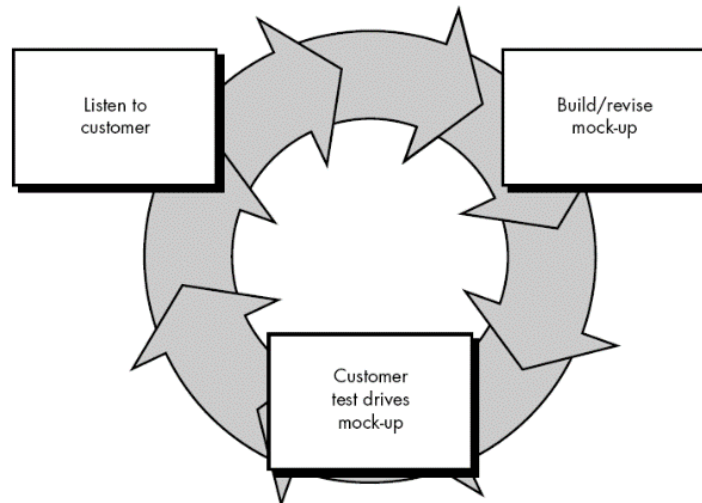 Listen to
customer
Build/revise
mock-up
Customer
test drives
mock-up